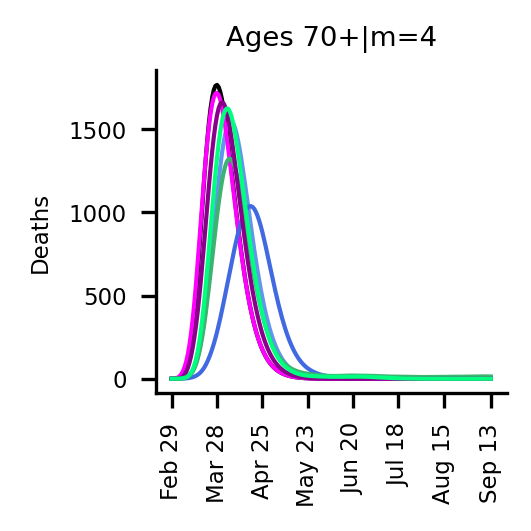 Ages 70+|m=4
Deaths
1500
1000
500
0
Feb 29
Mar 28
Apr 25
May 23
Jun 20
Jul 18
Aug 15
Sep 13